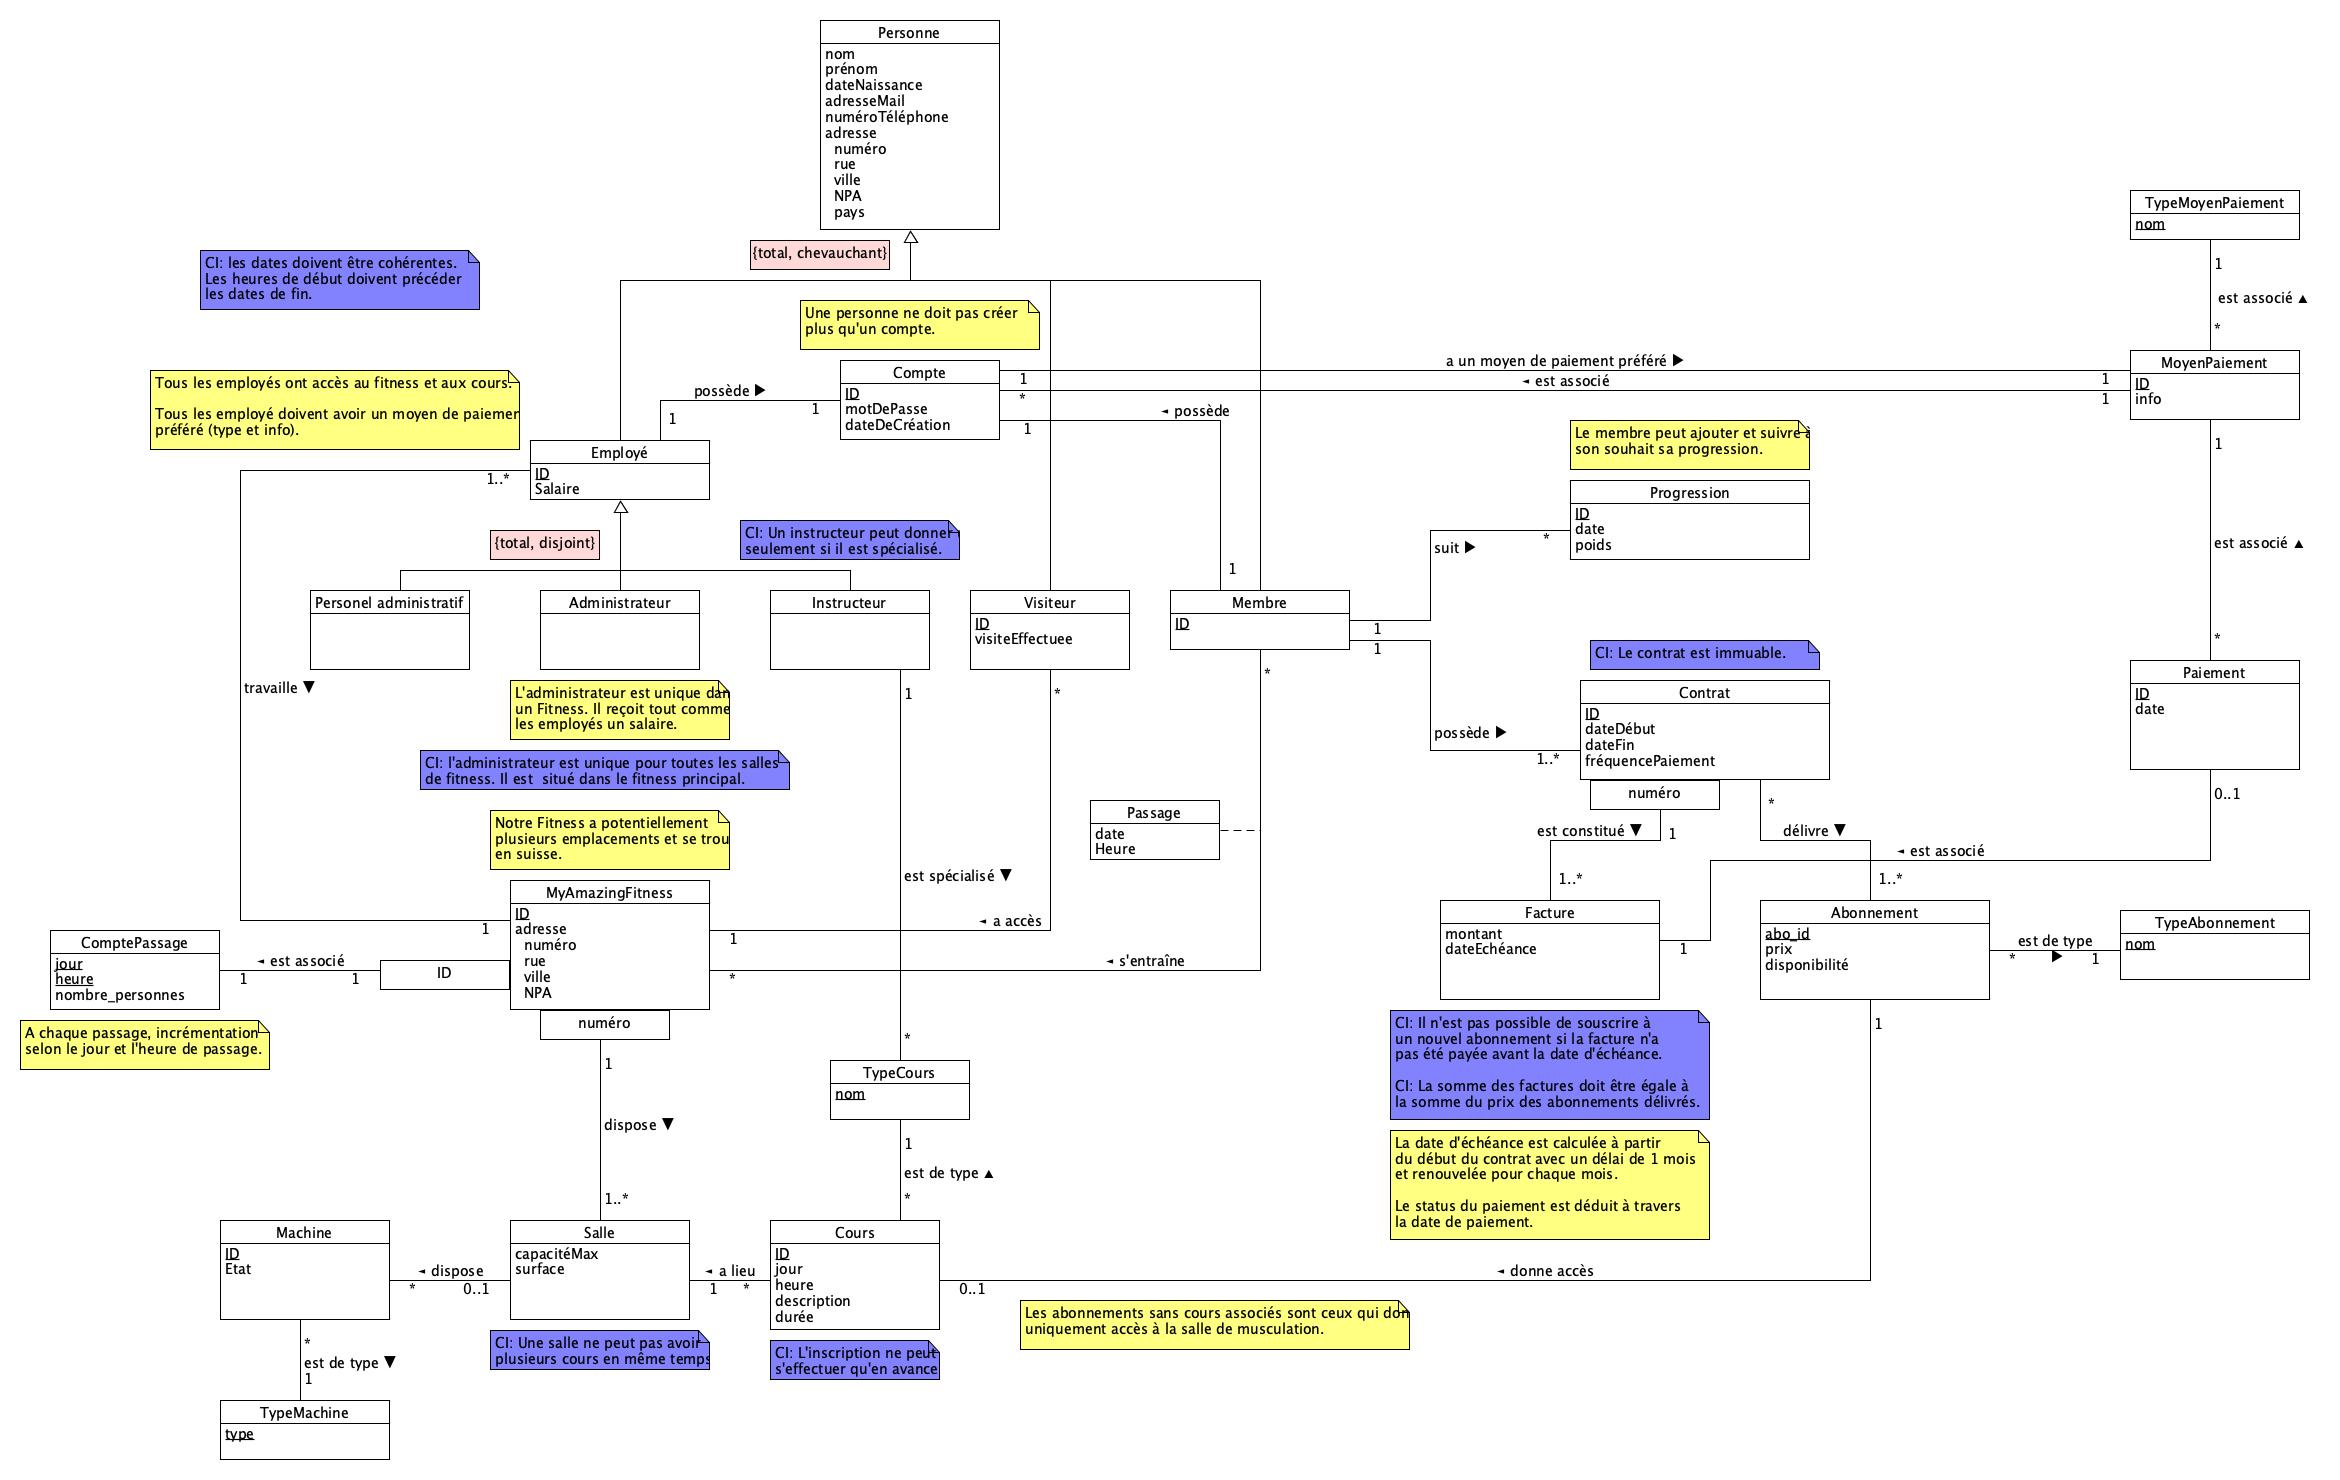 Personne
nom
prénom
dateNaissance
adresseMail
numéroTéléphone
adresse
numéro
rue
ville
NPA
pays
{total, chevauchant}
CI: les dates doivent être cohérentes.
Les heures de début doivent précéder
les dates de fin.
Une personne ne doit pas créer
plus qu'un compte.
TypeMoyenPaiement
nom
1
est associé ▲
*
Tous les employés ont accès au fitness et aux cours.
Tous les employé doivent avoir un moyen de paiemen
préféré (type et info).
possède ▶
1
1
Compte
ID
motDePasse
dateDeCréation
a un moyen de paiement préféré ▶
1
1
◄ est associé
*
1
◄ possède
1
1
MoyenPaiement
ID
info
1
est associé ▲
*
Employé
ID
Salaire
1..*
travaille ▼
1
{total, disjoint}
CI: Un instructeur peut donner
seulement si il est spécialisé.
Le membre peut ajouter et suivre à
son souhait sa progression.
Progression
ID
date
poids
suit ▶
*
1
Personel administratif
Administrateur
Instructeur
Visiteur
ID
visiteEffectuee
Membre
ID
1
possède ▶
1..*
CI: Le contrat est immuable.
Contrat
ID
dateDébut
dateFin
fréquencePaiement
numéro
Paiement
ID
date
0..1
L'administrateur est unique dan
un Fitness. Il reçoit tout comme
les employés un salaire.
CI: l'administrateur est unique pour toutes les salles
de fitness. Il est  situé dans le fitness principal.
Notre Fitness a potentiellement
plusieurs emplacements et se trou
en suisse.
1
est spécialisé ▼
*
*
◄ a accès
1
*
◄ s'entraîne
*
Passage
date
Heure
est constitué ▼
1
1..*
*
délivre ▼
1..*
◄ est associé
1
MyAmazingFitness
ID
adresse
numéro
rue
ville
NPA
numéro
ID
ComptePassage
jour
heure
nombre_personnes
◄ est associé
1
1
A chaque passage, incrémentation
selon le jour et l'heure de passage.
Facture
montant
dateEchéance
Abonnement
abo_id
prix
disponibilité
est de type
*
▶
1
TypeAbonnement
nom
CI: Il n'est pas possible de souscrire à
un nouvel abonnement si la facture n'a
pas été payée avant la date d'échéance.
CI: La somme des factures doit être égale à
la somme du prix des abonnements délivrés.
La date d'échéance est calculée à partir
du début du contrat avec un délai de 1 mois
et renouvelée pour chaque mois.
Le status du paiement est déduit à travers
la date de paiement.
1
dispose ▼
1..*
TypeCours
nom
1
est de type ▲
*
Machine
ID
Etat
◄ dispose
*
0..1
Salle
capacitéMax
surface
◄ a lieu
1
*
Cours
ID
jour
heure
description
durée
1
◄ donne accès
0..1
Les abonnements sans cours associés sont ceux qui don
uniquement accès à la salle de musculation.
CI: Une salle ne peut pas avoir
plusieurs cours en même temps
CI: L'inscription ne peut
s'effectuer qu'en avance
*
est de type ▼
1
TypeMachine
type